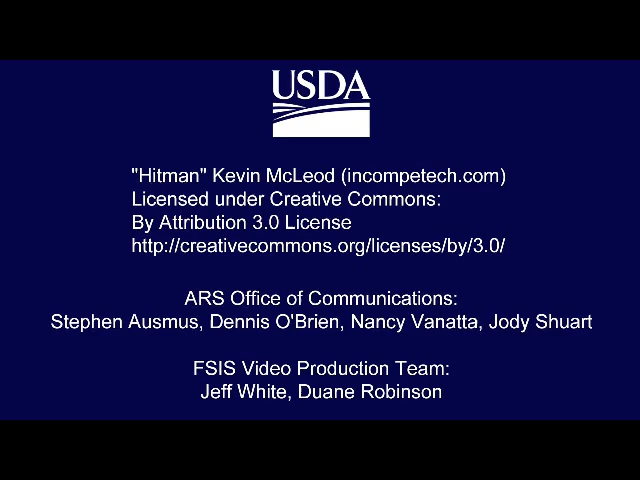 USDA
"Hitman" Kevin McLeod (incompetech.com)
Licensed under Creative Commons:
By Attribution 3.0 License
http://creativecommons.org/licenses/by/3.0/
ARS Office of Communications:
Stephen Ausmus, Dennis O'Brien, Nancy Vanatta, Jody Shuart
FSIS Video Production Team:
Jeff White, Duane Robinson